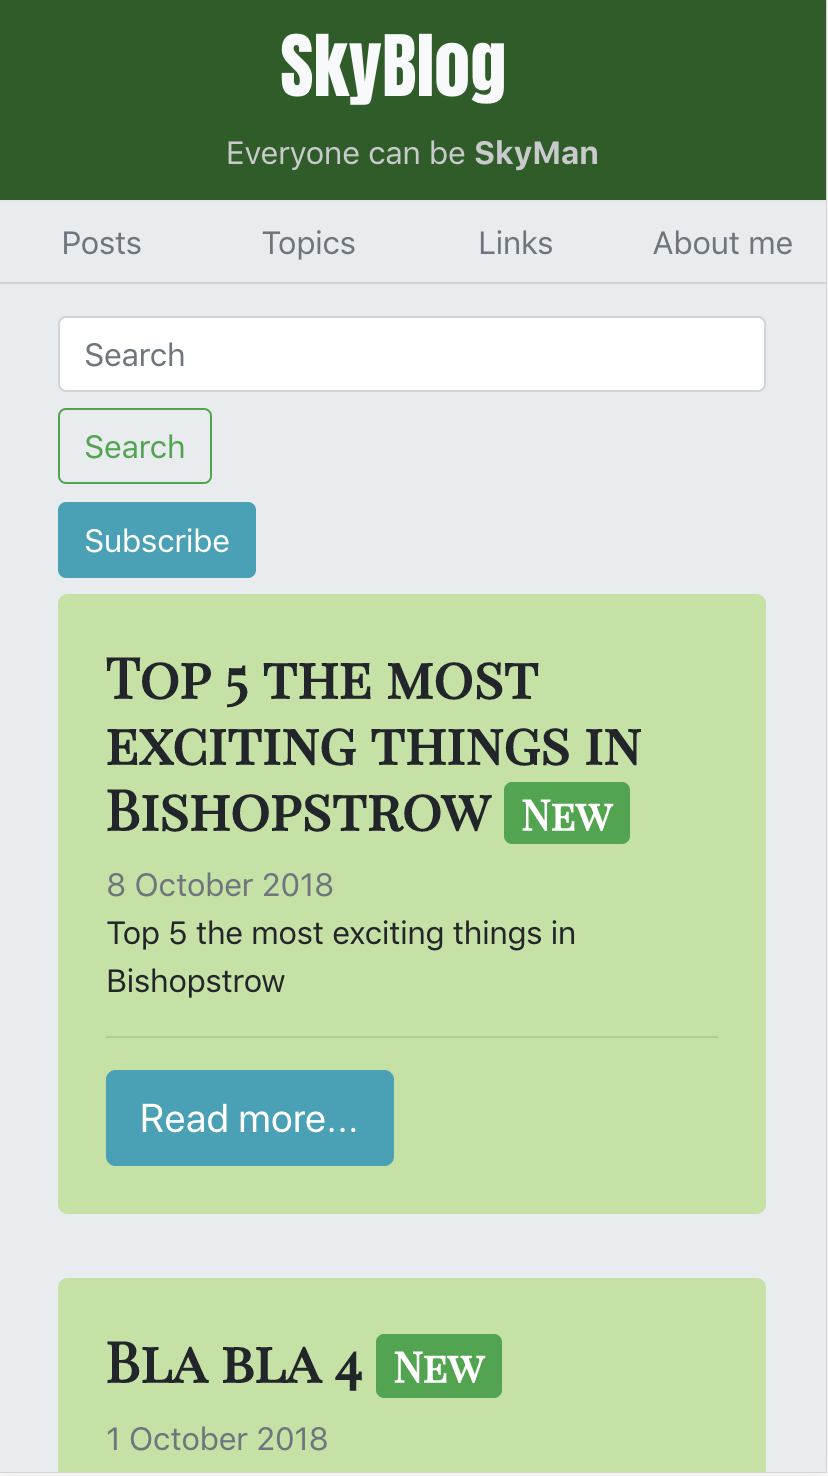 SkyBlog
Everyone can be SkyMan
Posts Topics Links About me
Search
Search
Subscribe
Top 5 the most
exciting things in
Bishopstrow New
8 October 2018
Top 5 the most exciting things in
Bishopstrow
Read more...
Bla bla 4 New
1 October 2018